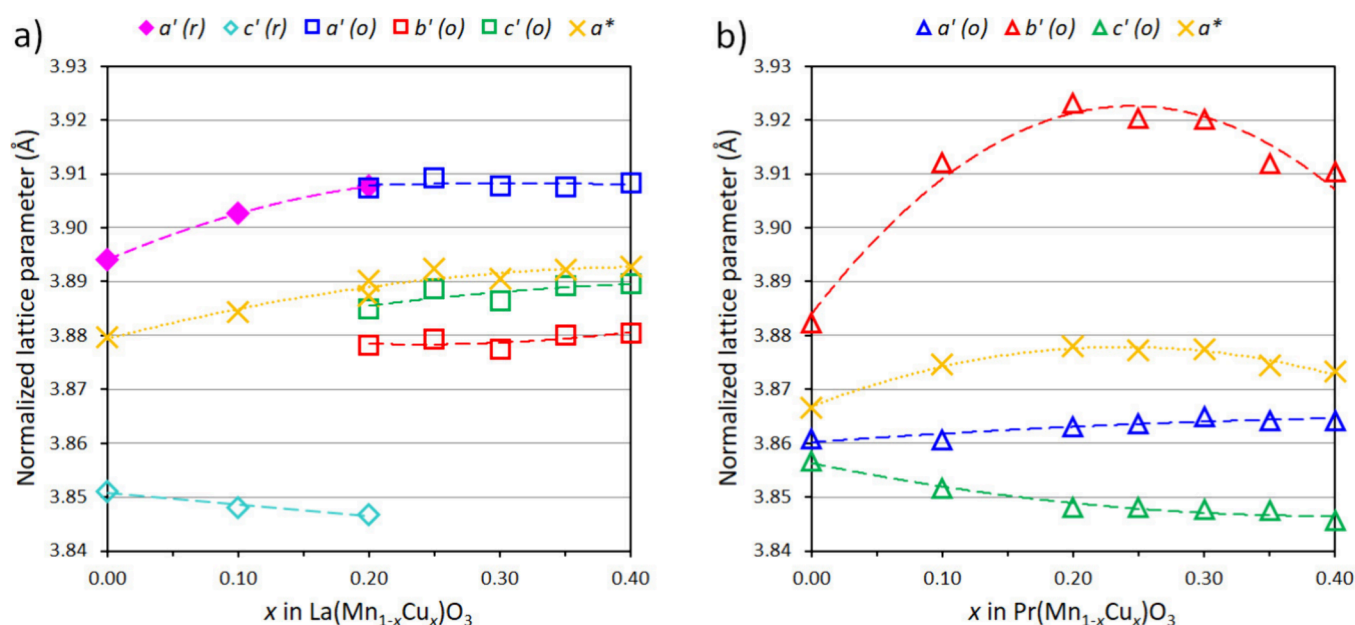 a)
a' (r) c' (r) a' (o) b' (o) c' (o) a*
Normalized lattice parameter (Å)
3.93
3.92
3.91
3.90
3.89
3.88
3.87
3.86
3.85
3.84
0.00 0.10 0.20 0.30 0.40
x in La(Mn₁₋ₓCuₓ)O₃
b)
a' (o) b' (o) c' (o) a*
Normalized lattice parameter (Å)
3.93
3.92
3.91
3.90
3.89
3.88
3.87
3.86
3.85
3.84
0.00 0.10 0.20 0.30 0.40
x in Pr(Mn₁₋ₓCuₓ)O₃